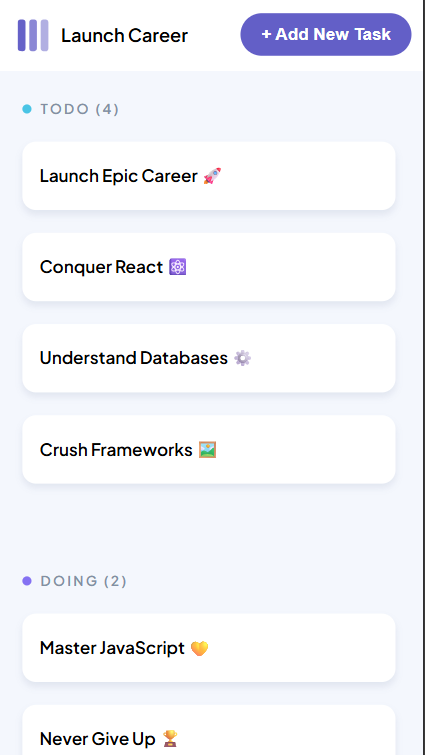 Launch Career
+ Add New Task
TODO (4)
Launch Epic Career 🚀
Conquer React ⚛️
Understand Databases ⚙️
Crush Frameworks 🖼️
DOING (2)
Master JavaScript 💛
Never Give Up 🏆